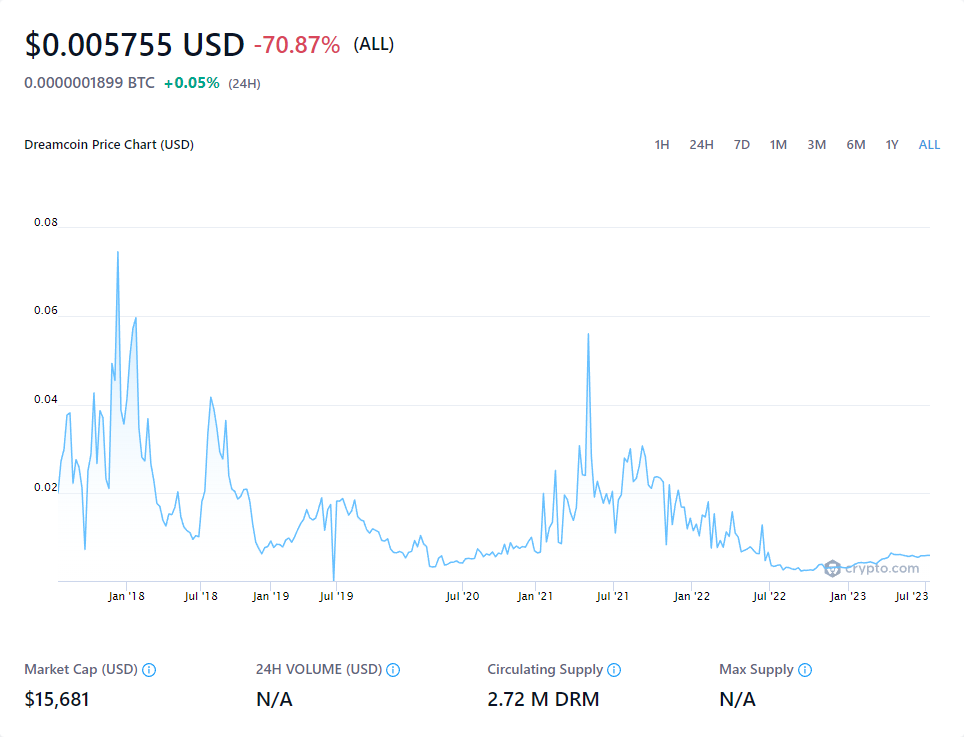 $0.005755 USD -70.87% (ALL)
0.0000001899 BTC +0.05% (24H)
Dreamcoin Price Chart (USD) 1H 24H 7D 1M 3M 6M 1Y ALL
0.08
0.06
0.04
0.02
crypto.com
Jan '18 Jul '18 Jan '19 Jul '19 Jul '20 Jan '21 Jul '21 Jan '22 Jul '22 Jan '23 Jul '23
Market Cap (USD) 24H VOLUME (USD) Circulating Supply Max Supply
$15,681 N/A 2.72 M DRM N/A